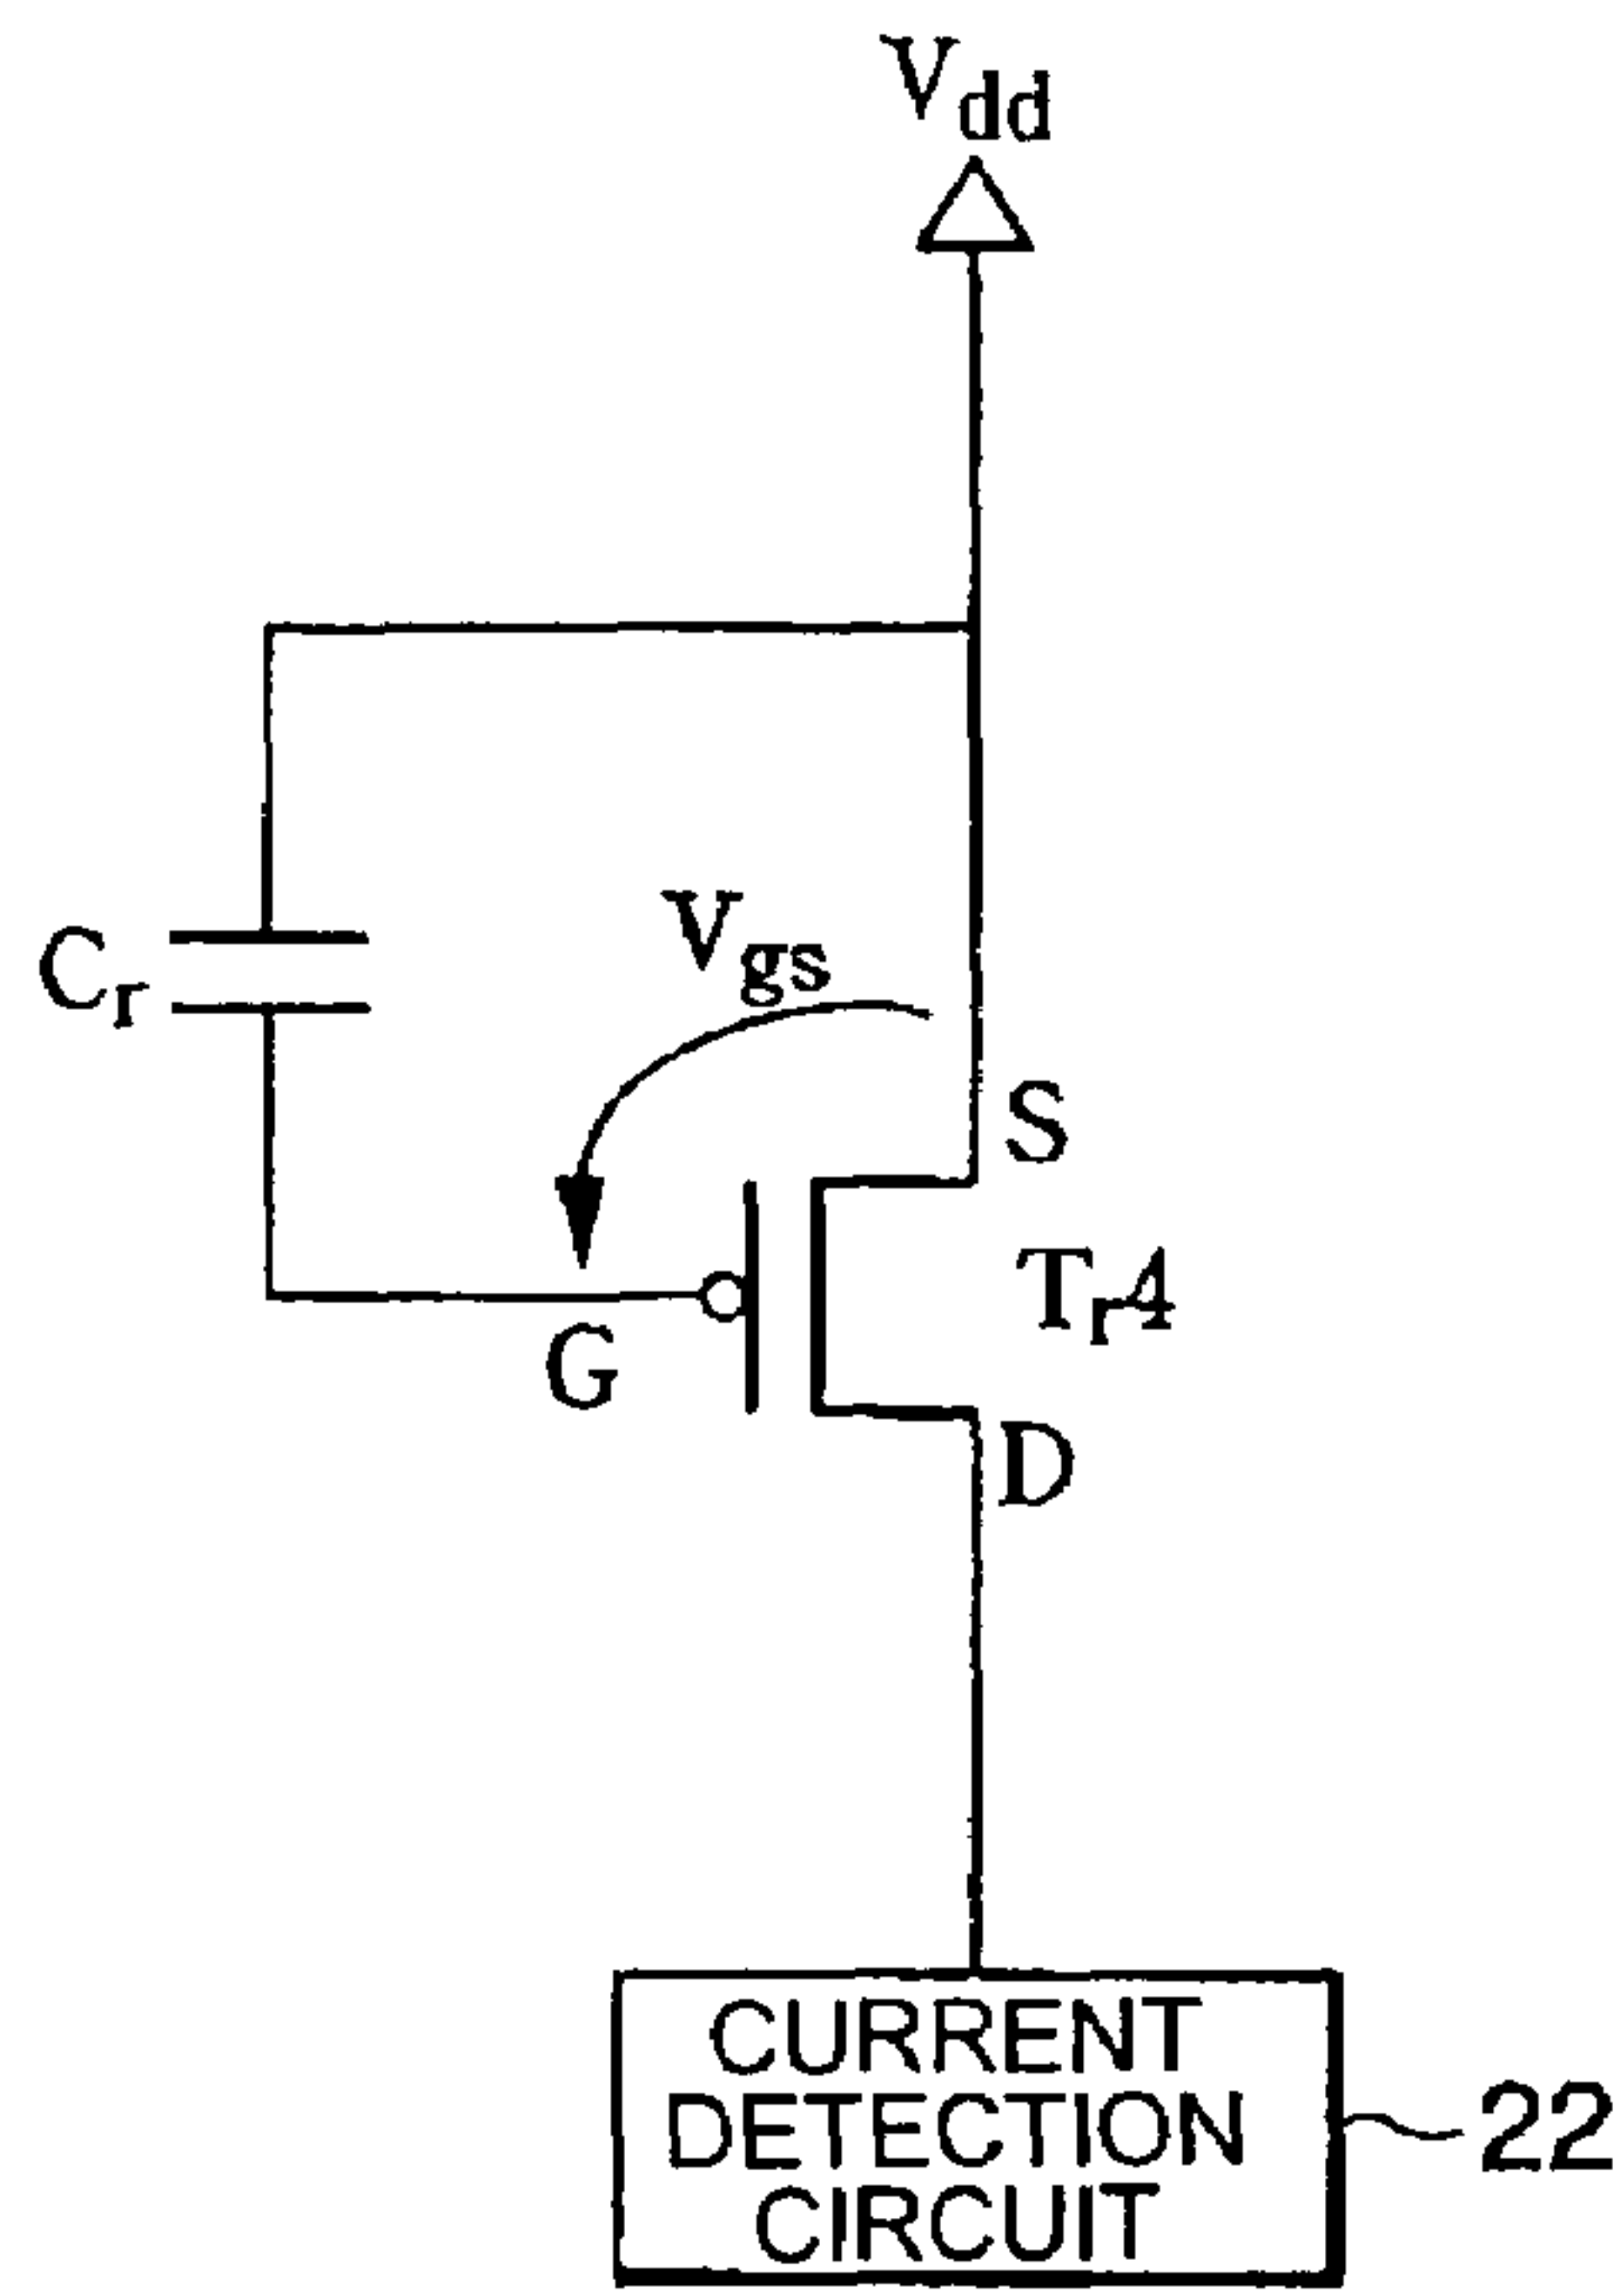 Vdd
Cr
Vgs
S
Tr4
G
D
CURRENT
DETECTION
CIRCUIT
22